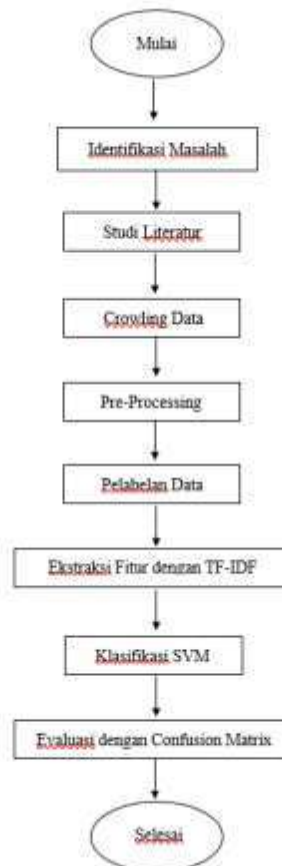 Mulai
Identifikasi Masalah
Studi Literatur
Crowling Data
Pre-Processing
Pelabelan Data
Ekstraksi Fitur dengan TF-IDF
Klasifikasi SVM
Evaluasi dengan Confusion Matrix
Selesai